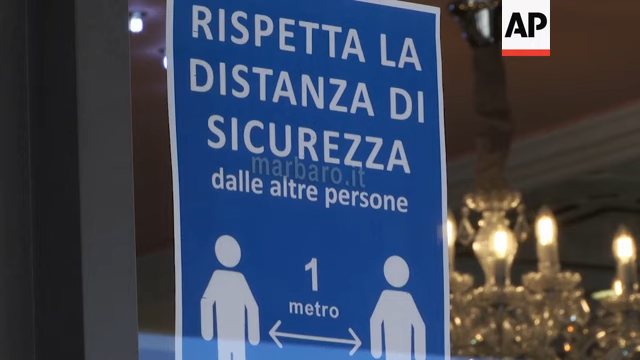 AP
RISPETTA LA
DISTANZA DI
SICUREZZA
marbaro.it
dalle altre persone
1
metro